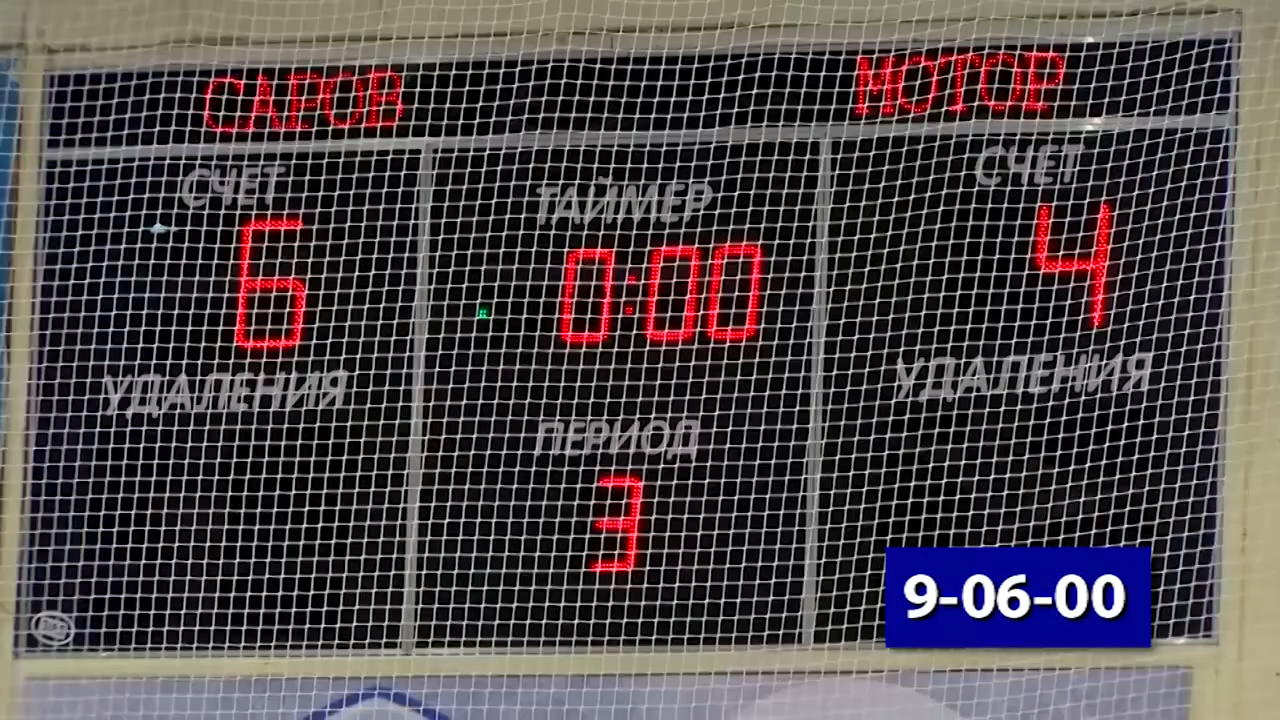 САРОВ
МОТОР
СЧЕТ
ТАЙМЕР
СЧЕТ
6
0:00
4
УДАЛЕНИЯ
УДАЛЕНИЯ
ПЕРИОД
3
9-06-00